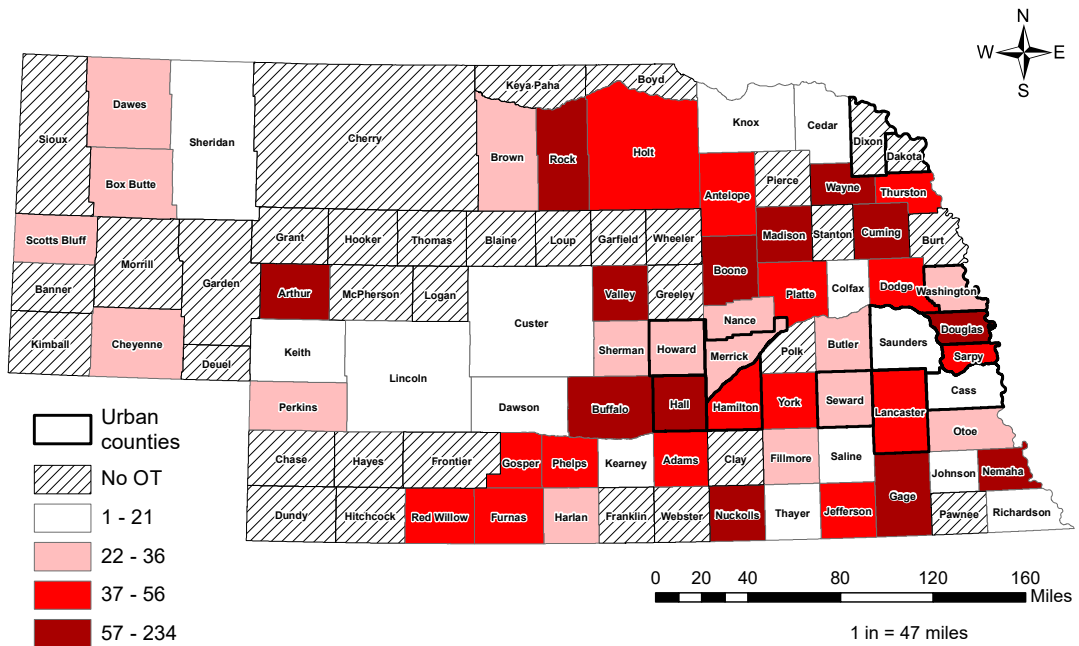 N
W E
S
Keya Paha
Boyd
Dawes
Sioux
Sheridan
Cherry
Brown
Rock
Holt
Knox
Cedar
Dixon
Dakota
Box Butte
Antelope
Pierce
Wayne
Thurston
Scotts Bluff
Grant
Hooker
Thomas
Blaine
Loup
Garfield
Wheeler
Madison
Stanton
Cuming
Burt
Morrill
Banner
Garden
Arthur
McPherson
Logan
Custer
Valley
Greeley
Boone
Platte
Colfax
Dodge
Washington
Kimball
Cheyenne
Deuel
Keith
Lincoln
Sherman
Howard
Nance
Merrick
Polk
Butler
Saunders
Douglas
Sarpy
Perkins
Dawson
Buffalo
Hall
Hamilton
York
Seward
Lancaster
Cass
Otoe
Chase
Hayes
Frontier
Gosper
Phelps
Kearney
Adams
Clay
Fillmore
Saline
Johnson
Nemaha
Dundy
Hitchcock
Red Willow
Furnas
Harlan
Franklin
Webster
Nuckolls
Thayer
Jefferson
Gage
Pawnee
Richardson
Urban
counties
No OT
1 - 21
22 - 36
37 - 56
57 - 234
0 20 40 80 120 160
Miles
1 in = 47 miles